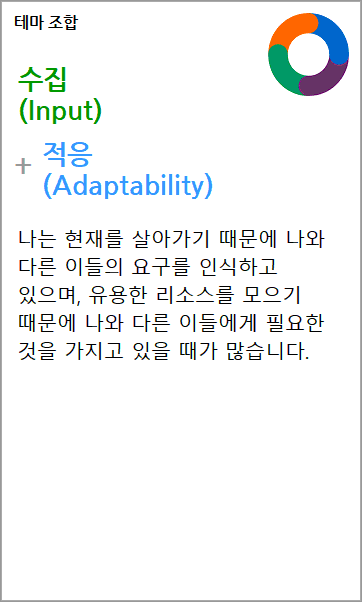 테마 조합
수집
(Input)
+ 적응
(Adaptability)
나는 현재를 살아가기 때문에 나와
다른 이들의 요구를 인식하고
있으며, 유용한 리소스를 모으기
때문에 나와 다른 이들에게 필요한
것을 가지고 있을 때가 많습니다.